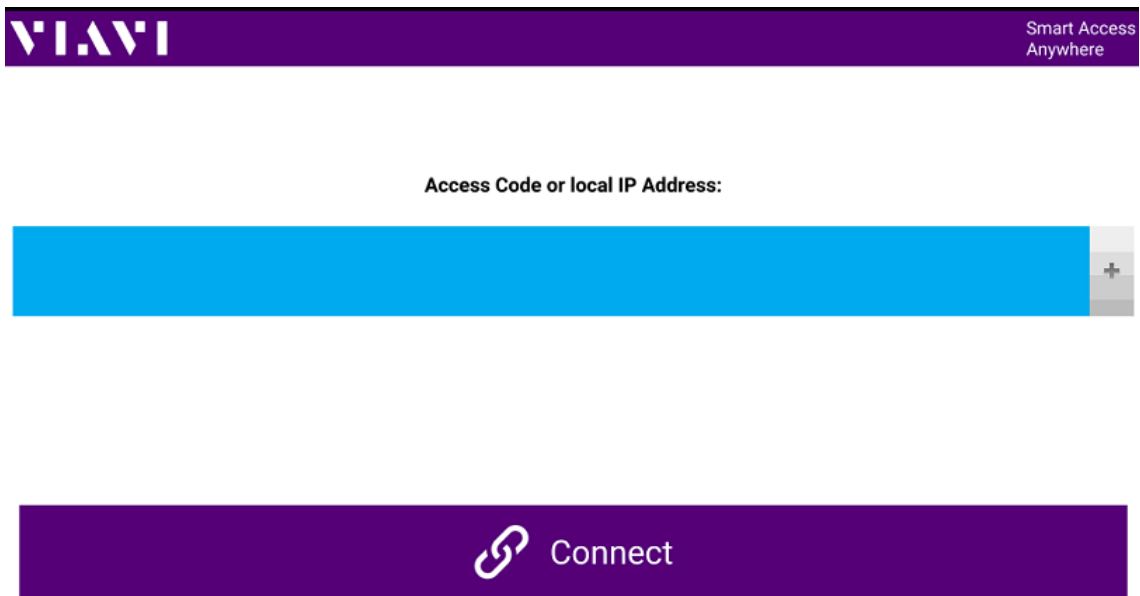 VIAVI
Smart Access
Anywhere
Access Code or local IP Address:
+
Connect